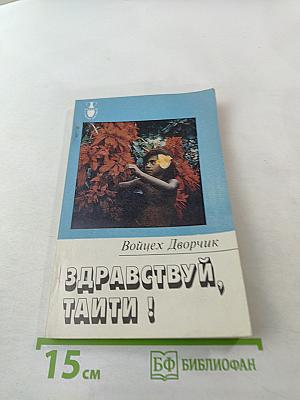 Войцех Дворчик
ЗДРАВСТВУЙ,
ТАИТИ !
15 см
БФ БИБЛИОФАН